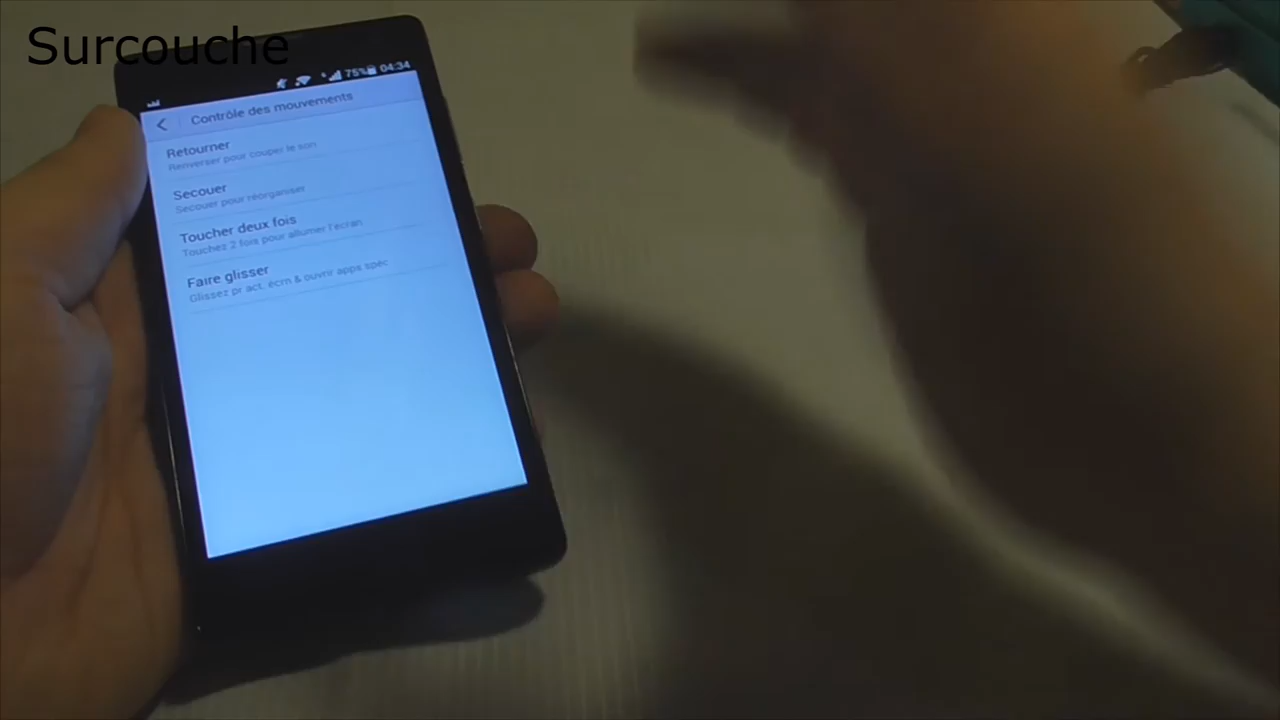 Surcouche
75% 04:34
Contrôle des mouvements
Retourner
Renverser pour couper le son
Secouer
Secouer pour réorganiser
Toucher deux fois
Touchez 2 fois pour allumer l'écran
Faire glisser
Glissez pr act. écrn & ouvrir apps spéc